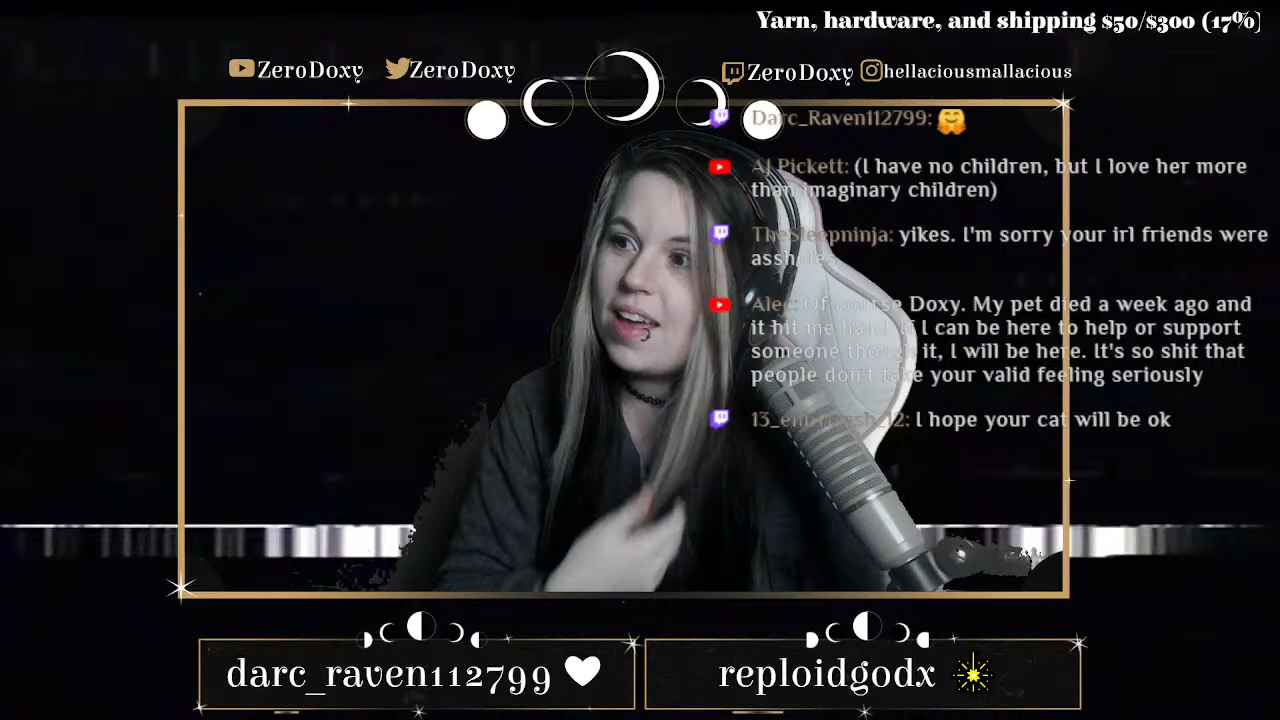 Yarn, hardware, and shipping $50/$300 (17%)
ZeroDoxy
ZeroDoxy
ZeroDoxy
hellaciousmallacious
Darc_Raven112799:
AJ Pickett: (I have no children, but I love her more
than imaginary children)
TheSleepninja: yikes. I'm sorry your irl friends were
assholes
Alec: Of course Doxy. My pet died a week ago and
it hit me hard. If I can be here to help or support
someone though it, I will be here. It's so shit that
people don't take your valid feeling seriously
I hope your cat will be ok
darc_raven112799
reploidgodx